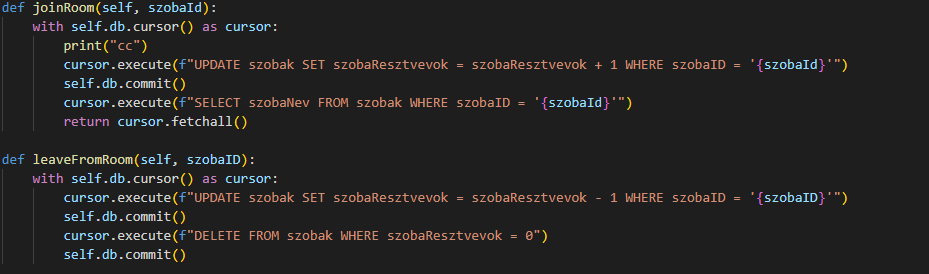 def joinRoom(self, szobaId):
    with self.db.cursor() as cursor:
        print("cc")
        cursor.execute(f"UPDATE szobak SET szobaResztvevok = szobaResztvevok + 1 WHERE szobaID = '{szobaId}'")
        self.db.commit()
        cursor.execute(f"SELECT szobaNev FROM szobak WHERE szobaID = '{szobaId}'")
        return cursor.fetchall()

def leaveFromRoom(self, szobaID):
    with self.db.cursor() as cursor:
        cursor.execute(f"UPDATE szobak SET szobaResztvevok = szobaResztvevok - 1 WHERE szobaID = '{szobaID}'")
        self.db.commit()
        cursor.execute(f"DELETE FROM szobak WHERE szobaResztvevok = 0")
        self.db.commit()